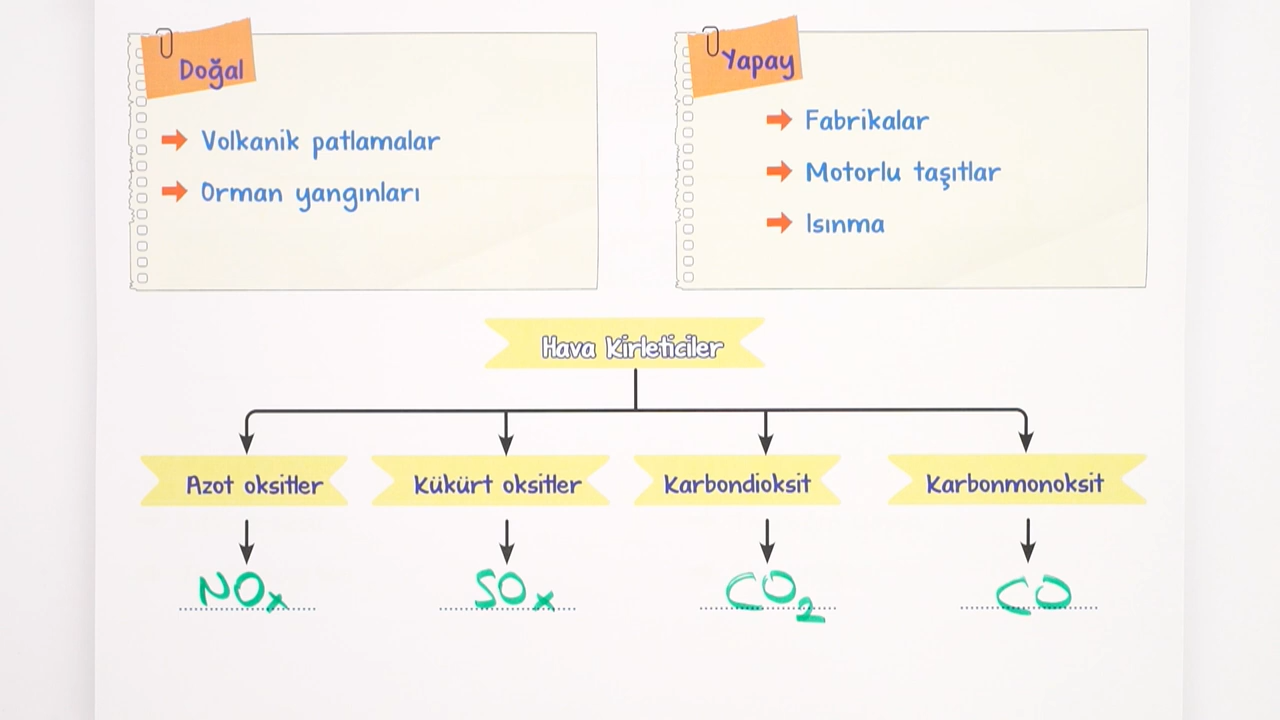 Doğal
Volkanik patlamalar
Orman yangınları
Yapay
Fabrikalar
Motorlu taşıtlar
Isınma
Hava Kirleticiler
Azot oksitler
Kükürt oksitler
Karbondioksit
Karbonmonoksit
NOx
SOx
CO₂
CO